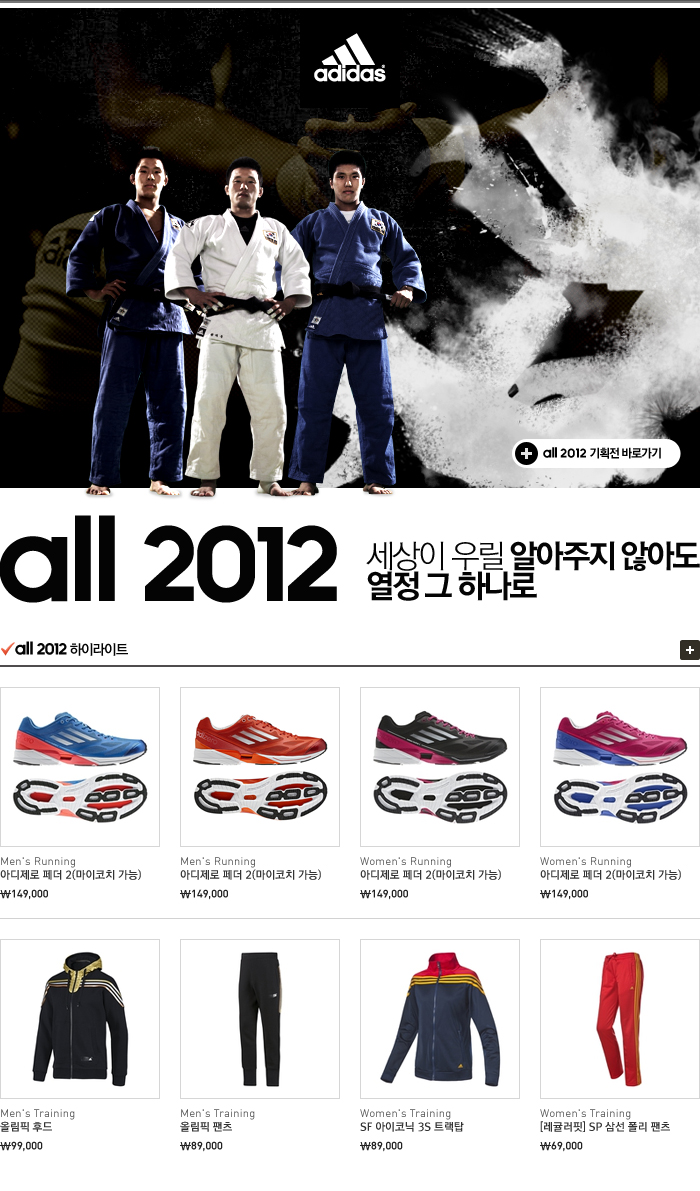 adidas
all 2012 기획전 바로가기
all 2012
세상이 우릴 알아주지 않아도
열정 그 하나로
all 2012 하이라이트
Men's Running
아디제로 페더 2(마이코치 가능)
₩149,000
Men's Running
아디제로 페더 2(마이코치 가능)
₩149,000
Women's Running
아디제로 페더 2(마이코치 가능)
₩149,000
Women's Running
아디제로 페더 2(마이코치 가능)
₩149,000
Men's Training
올림픽 후드
₩99,000
Men's Training
올림픽 팬츠
₩89,000
Women's Training
SF 아이코닉 3S 트랙탑
₩89,000
Women's Training
[레귤러핏] SP 삼선 폴리 팬츠
₩69,000